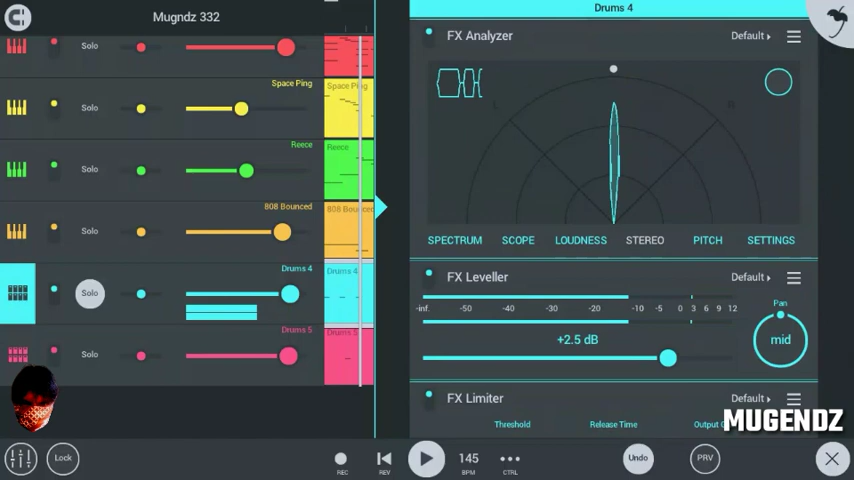 Mugndz 332
Drums 4
FX Analyzer
Default
Solo
Space Ping
Space Ping
Solo
L
R
Reece
Reece
Solo
808 Bounced
808 Bounced
Solo
SPECTRUM
SCOPE
LOUDNESS
STEREO
PITCH
SETTINGS
Drums 4
Drums 4
Solo
FX Leveller
Default
-inf.
-50
-40
-30
-20
-10
-5
0
3
6
9
12
Pan
mid
+2.5 dB
Drums 5
Drums 5
Solo
FX Limiter
Default
Threshold
Release Time
MUGENDZ
Lock
REC
REV
145
BPM
CTRL
Undo
PRV